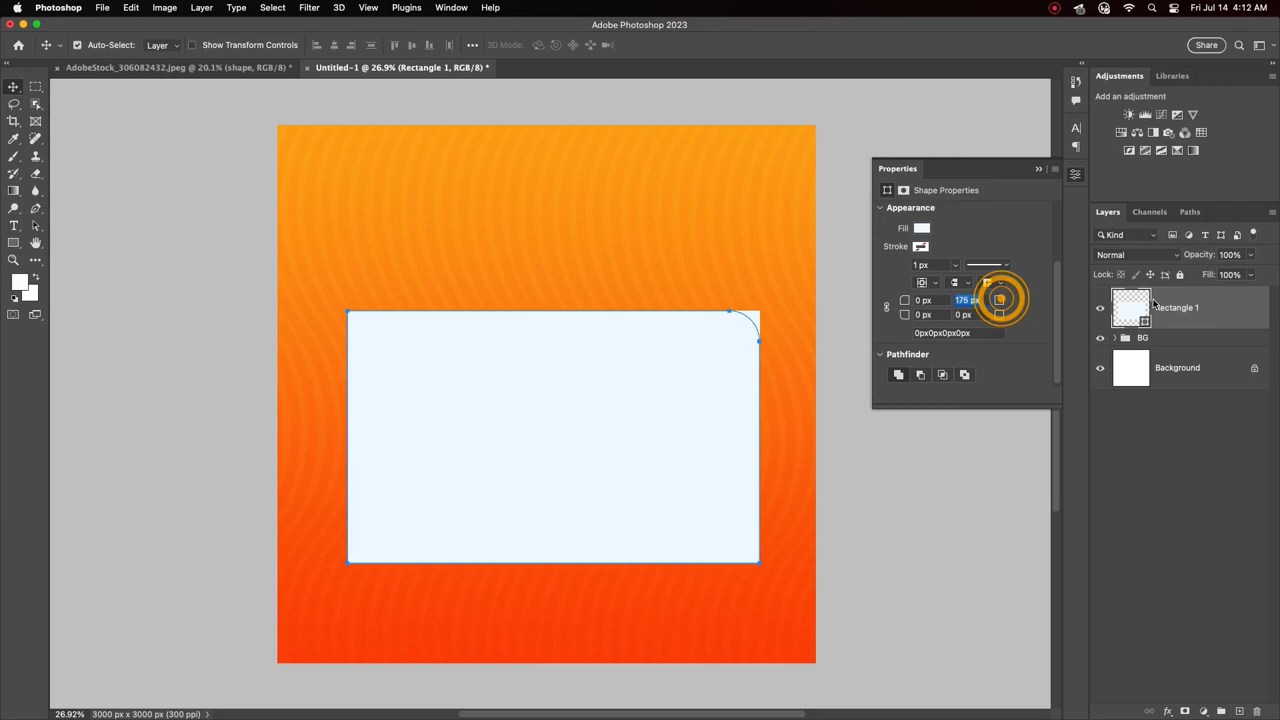 Photoshop File Edit Image Layer Type Select Filter 3D View Plugins Window Help Fri Jul 14 4:12 AM
Adobe Photoshop 2023
Auto-Select: Layer Show Transform Controls 3D Mode: Share
AdobeStock_306082432.jpeg @ 20.1% (shape, RGB/8) * Untitled-1 @ 26.9% (Rectangle 1, RGB/8) *
Adjustments Libraries
Add an adjustment
Properties
Shape Properties
Appearance
Fill
Stroke
1 px
0 px 175 px
0 px 0 px
0px0px0px0px
Pathfinder
Layers Channels Paths
Kind
Normal Opacity: 100%
Lock: Fill: 100%
Rectangle 1
BG
Background
26.92% 3000 px x 3000 px (300 ppi)